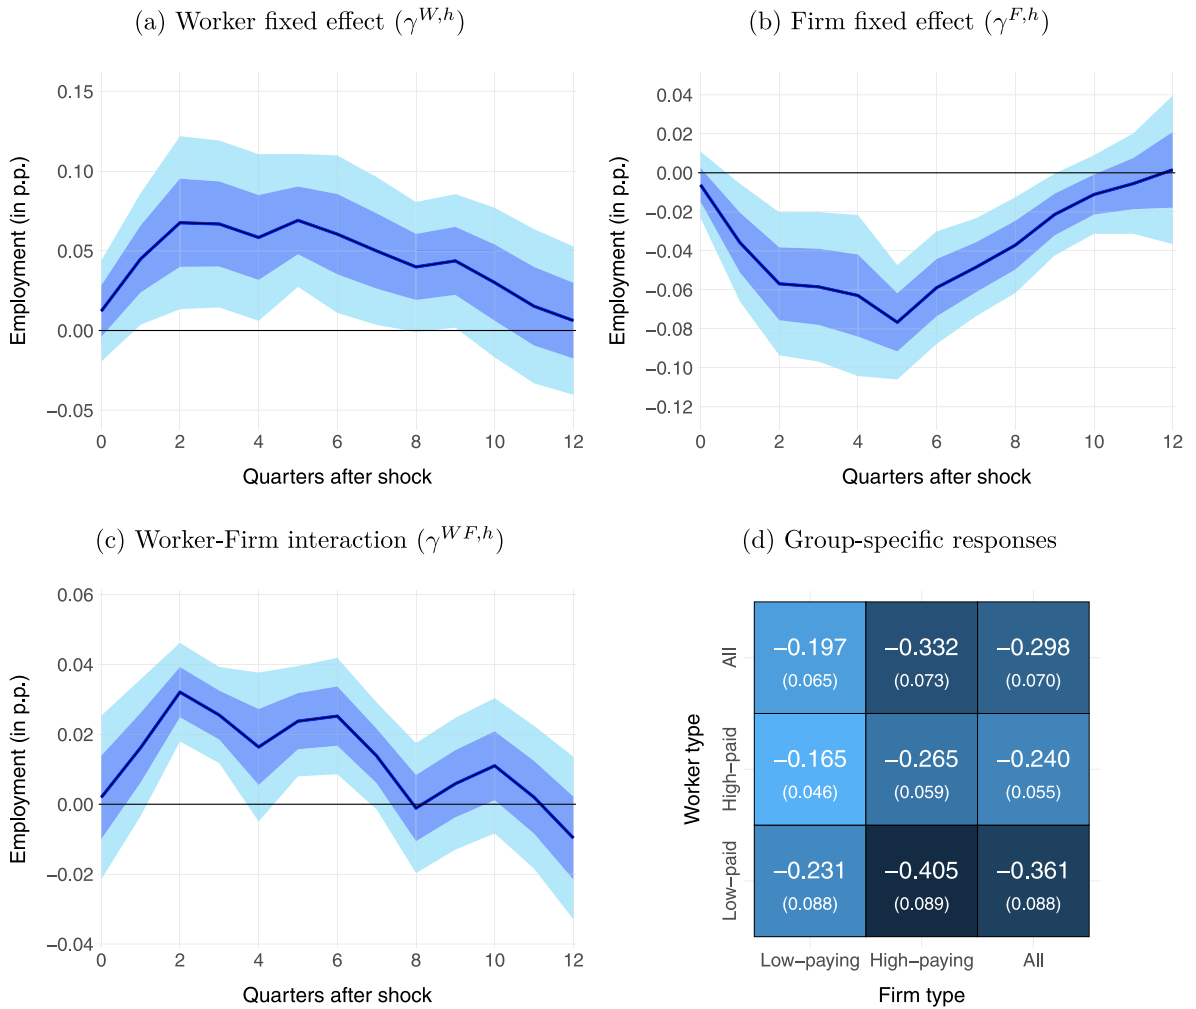 (a) Worker fixed effect (γ^{W,h})
0.15
0.10
0.05
0.00
−0.05
Employment (in p.p.)
0 2 4 6 8 10 12
Quarters after shock
(b) Firm fixed effect (γ^{F,h})
0.04
0.02
0.00
−0.02
−0.04
−0.06
−0.08
−0.10
−0.12
Employment (in p.p.)
0 2 4 6 8 10 12
Quarters after shock
(c) Worker-Firm interaction (γ^{WF,h})
0.06
0.04
0.02
0.00
−0.02
−0.04
Employment (in p.p.)
0 2 4 6 8 10 12
Quarters after shock
(d) Group-specific responses
Worker type
All
−0.197 −0.332 −0.298
(0.065) (0.073) (0.070)
High−paid
−0.165 −0.265 −0.240
(0.046) (0.059) (0.055)
Low−paid
−0.231 −0.405 −0.361
(0.088) (0.089) (0.088)
Low−paying High−paying All
Firm type